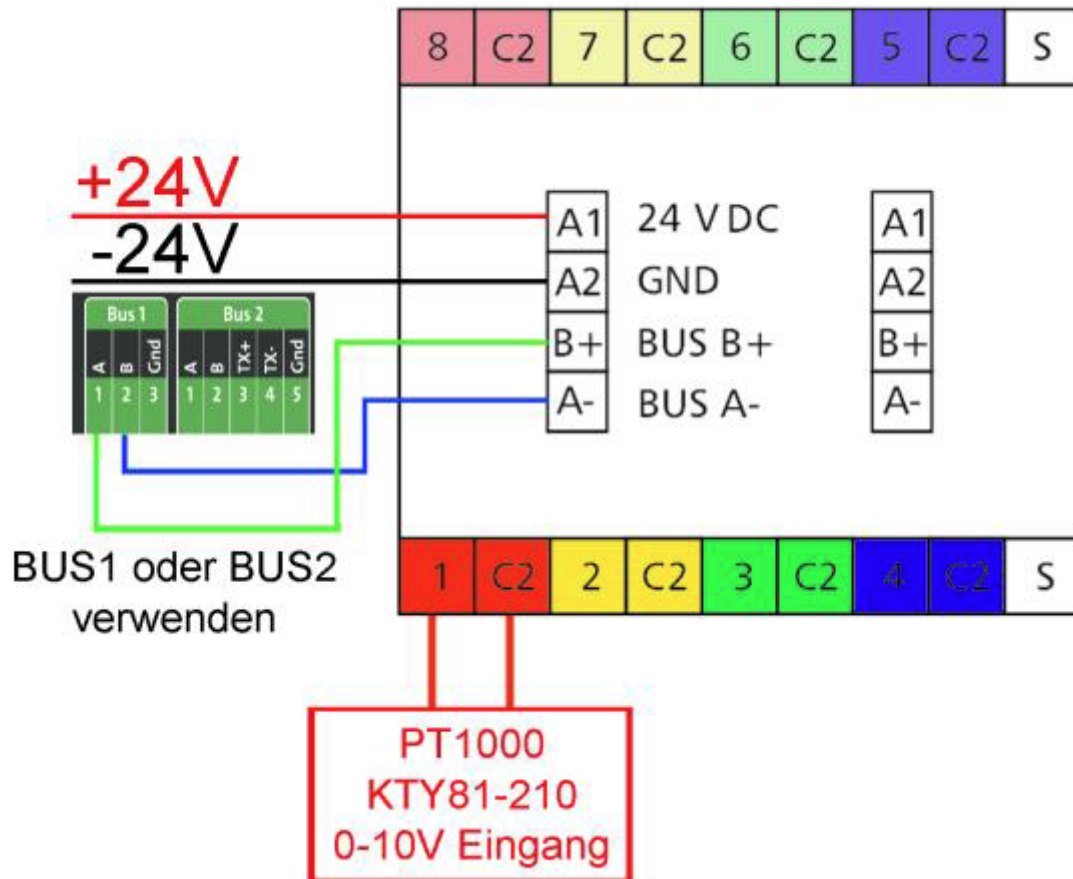 8 C2 7 C2 6 C2 5 C2 S
+24V
-24V
A1 24 V DC A1
A2 GND A2
B+ BUS B+ B+
A- BUS A- A-
Bus 1 Bus 2
A B Gnd A B TX+ TX- Gnd
1 2 3 1 2 3 4 5
BUS1 oder BUS2
verwenden
1 C2 2 C2 3 C2 4 C2 S
PT1000
KTY81-210
0-10V Eingang